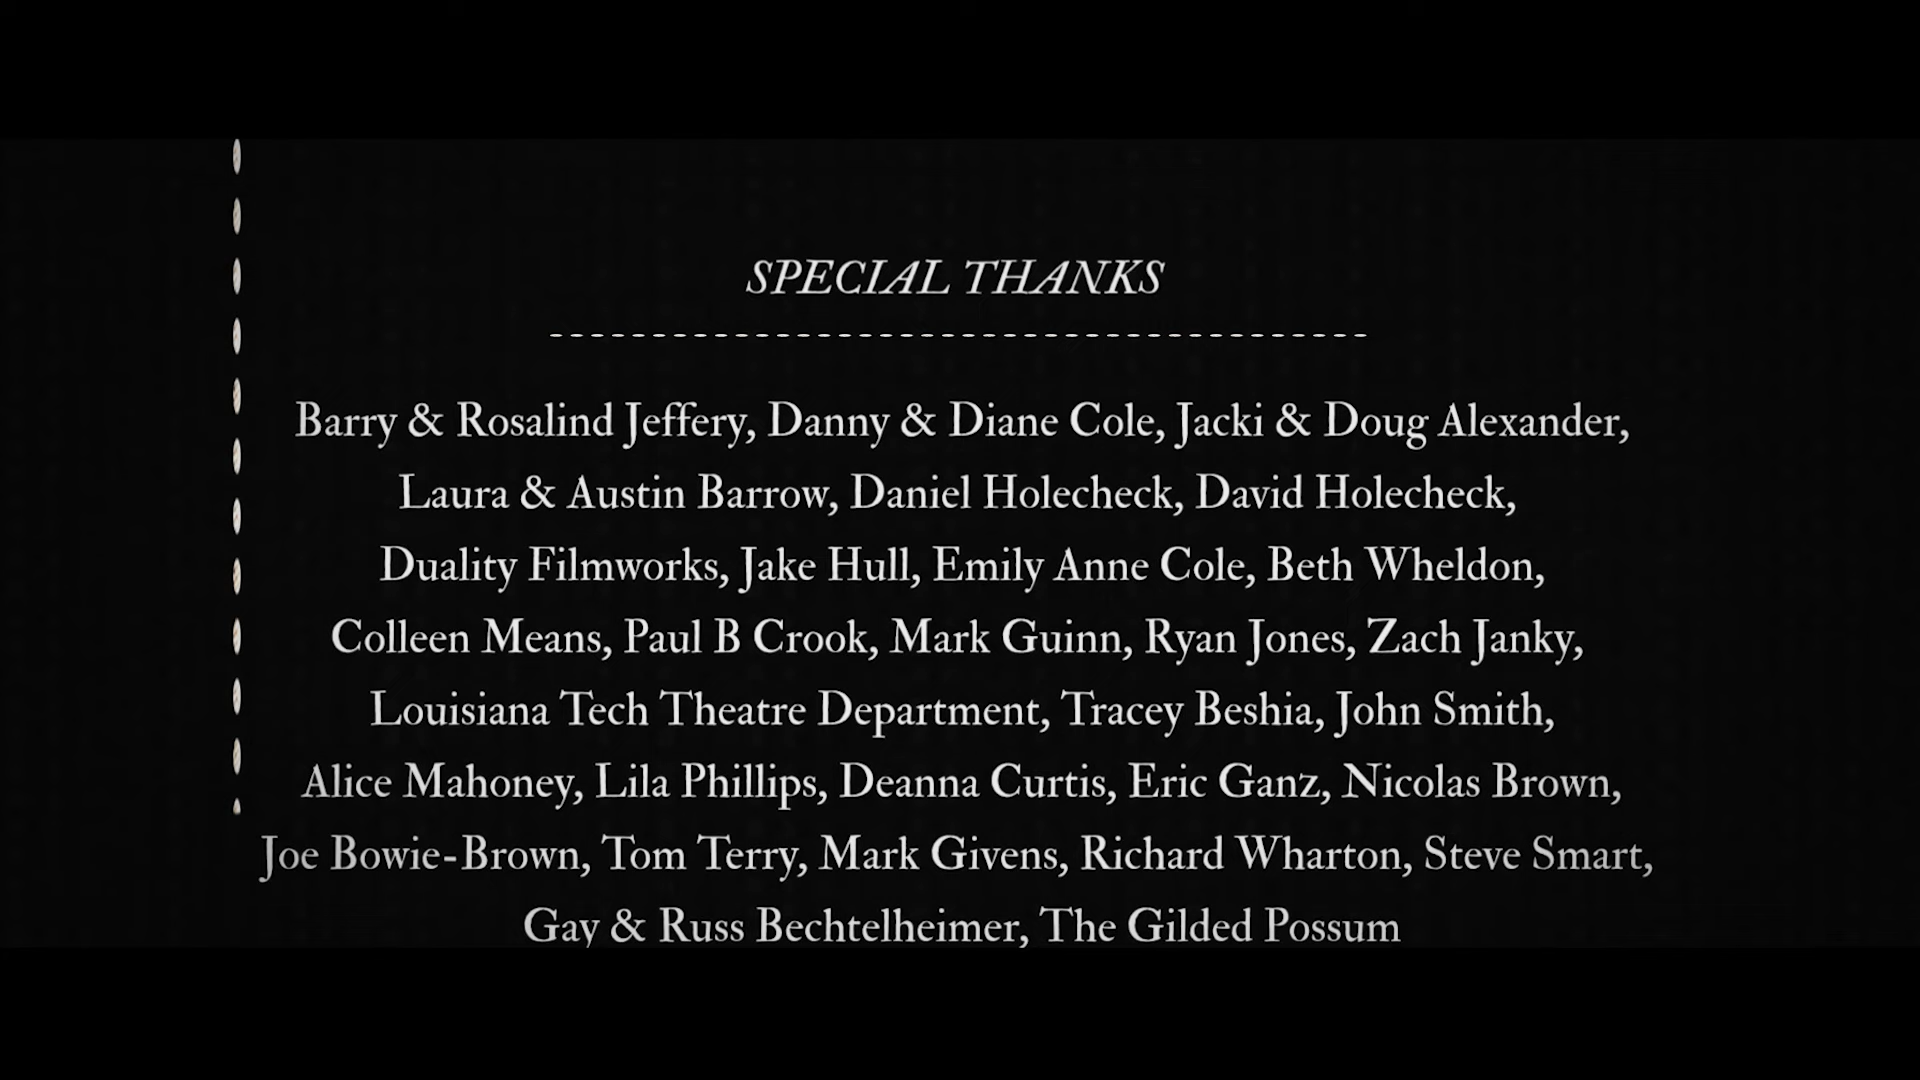 SPECIAL THANKS
Barry & Rosalind Jeffery, Danny & Diane Cole, Jacki & Doug Alexander,
Laura & Austin Barrow, Daniel Holecheck, David Holecheck,
Duality Filmworks, Jake Hull, Emily Anne Cole, Beth Wheldon,
Colleen Means, Paul B Crook, Mark Guinn, Ryan Jones, Zach Janky,
Louisiana Tech Theatre Department, Tracey Beshia, John Smith,
Alice Mahoney, Lila Phillips, Deanna Curtis, Eric Ganz, Nicolas Brown,
Joe Bowie-Brown, Tom Terry, Mark Givens, Richard Wharton, Steve Smart,
Gay & Russ Bechtelheimer, The Gilded Possum